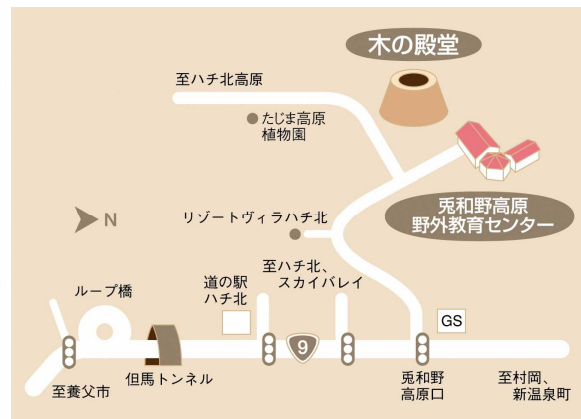 木の殿堂
至ハチ北高原
たじま高原
植物園
兎和野高原
野外教育センター
N
リゾートヴィラハチ北
至ハチ北、
スカイバレイ
道の駅
ハチ北
ループ橋
GS
9
至養父市
但馬トンネル
兎和野
高原口
至村岡、
新温泉町